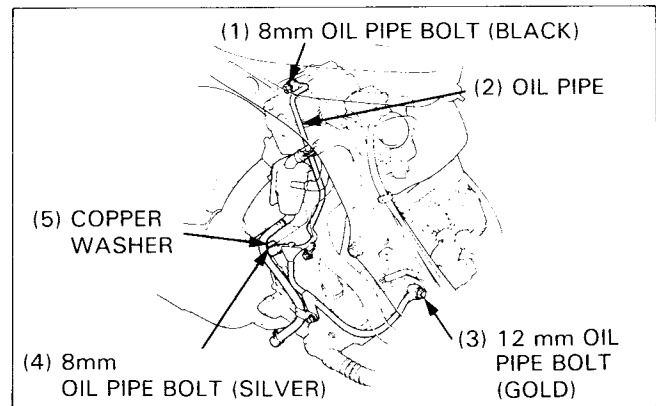 (1) 8mm OIL PIPE BOLT (BLACK)
(2) OIL PIPE
(5) COPPER
WASHER
(3) 12 mm OIL
PIPE BOLT
(GOLD)
(4) 8mm
OIL PIPE BOLT (SILVER)